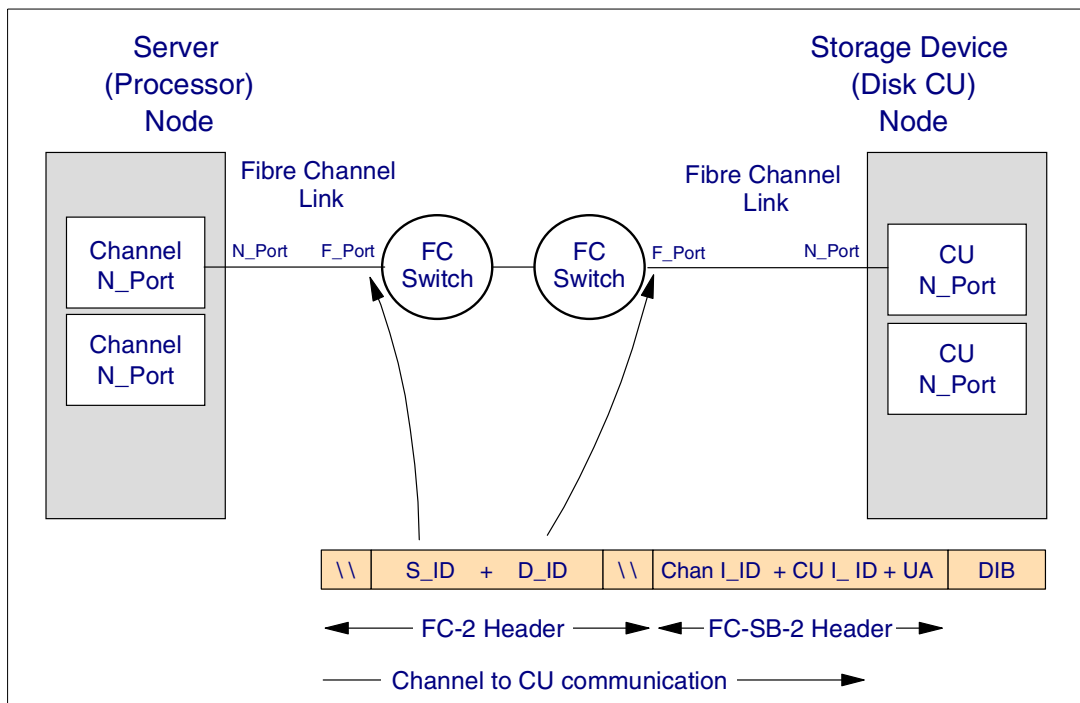 Server
(Processor)
Node
Storage Device
(Disk CU)
Node
Fibre Channel
Link
Fibre Channel
Link
Channel
N_Port
N_Port
F_Port
FC
Switch
FC
Switch
F_Port
N_Port
CU
N_Port
Channel
N_Port
CU
N_Port
\ \
S_ID + D_ID
\ \
Chan I_ID + CU I_ ID + UA
DIB
FC-2 Header
FC-SB-2 Header
Channel to CU communication